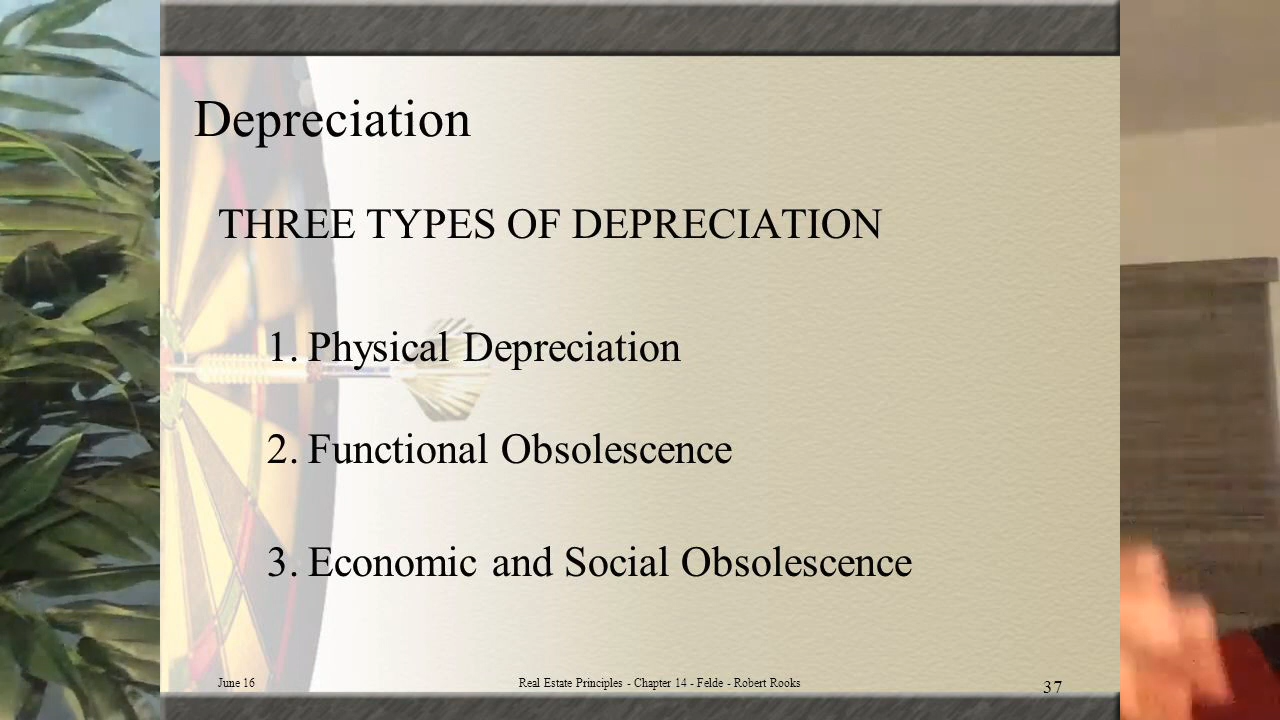 Depreciation
THREE TYPES OF DEPRECIATION
1. Physical Depreciation
2. Functional Obsolescence
3. Economic and Social Obsolescence
June 16
Real Estate Principles - Chapter 14 - Felde - Robert Rooks
37